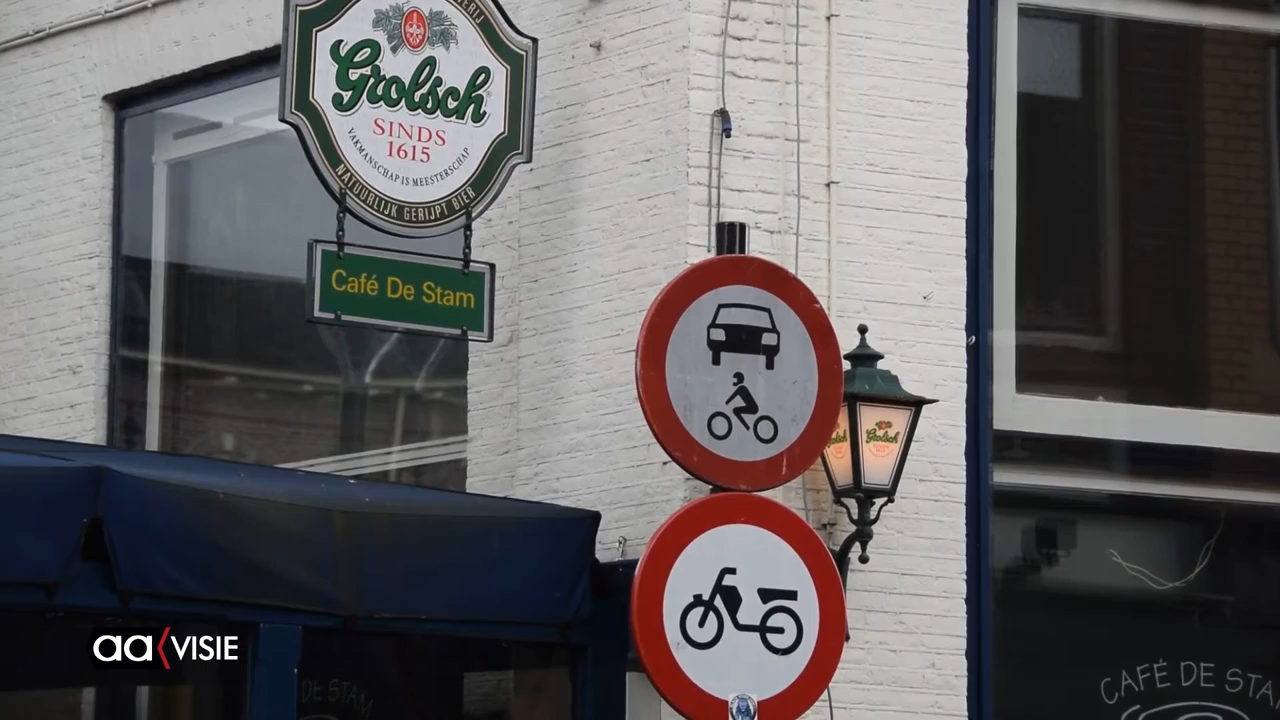 Grolsch
SINDS
1615
VAKMANSCHAP IS MEESTERSCHAP
NATUURLIJK GERIJPT BIER
Café De Stam
Grolsch
aa VISIE
DE STAM
CAFÉ DE STA